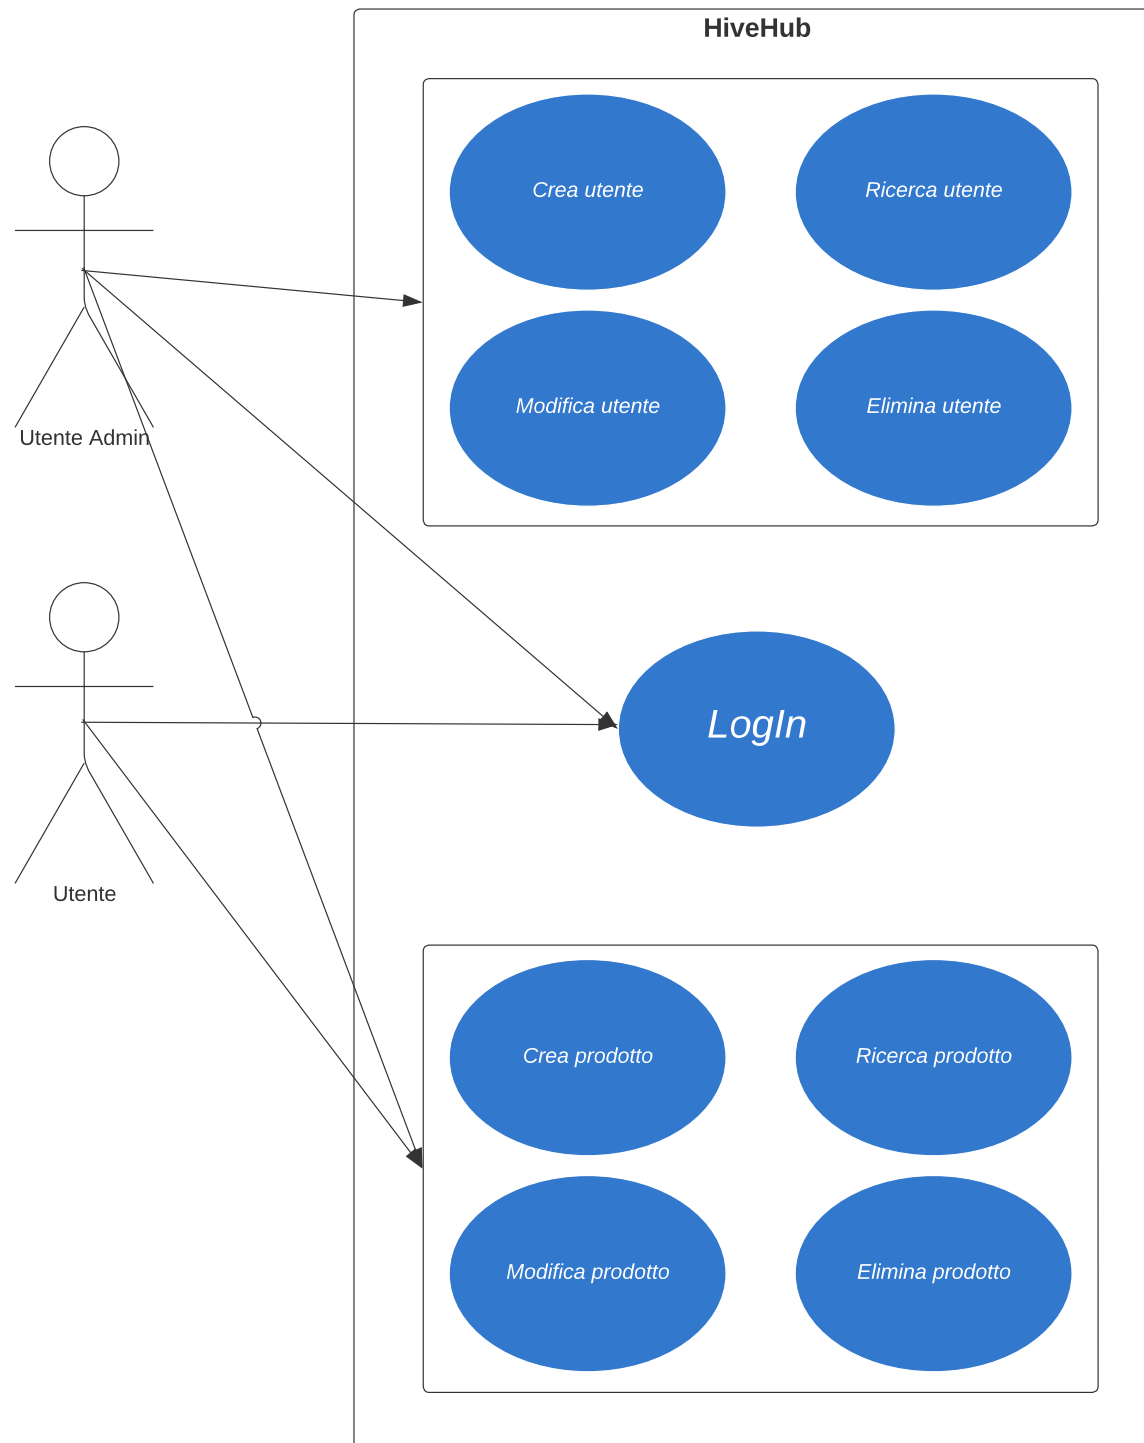 HiveHub
Crea utente
Ricerca utente
Modifica utente
Elimina utente
Utente Admin
LogIn
Utente
Crea prodotto
Ricerca prodotto
Modifica prodotto
Elimina prodotto